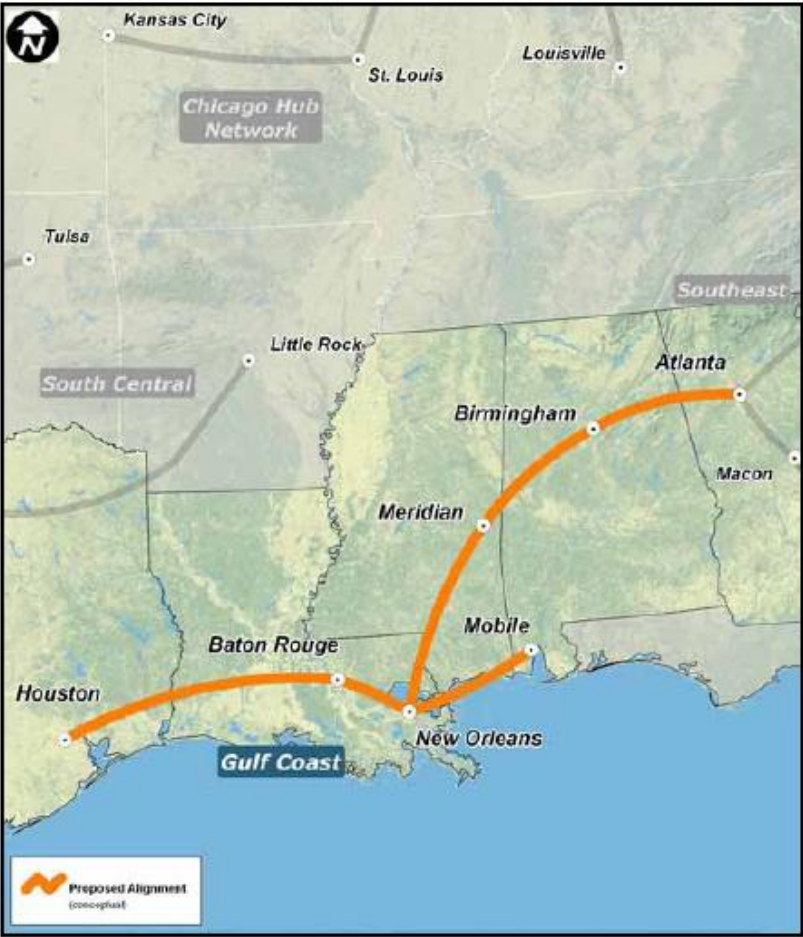 N
Kansas City
St. Louis
Louisville
Chicago Hub
Network
Tulsa
Southeast
Little Rock
South Central
Atlanta
Birmingham
Macon
Meridian
Mobile
Baton Rouge
Houston
New Orleans
Gulf Coast
Proposed Alignment
(conceptual)